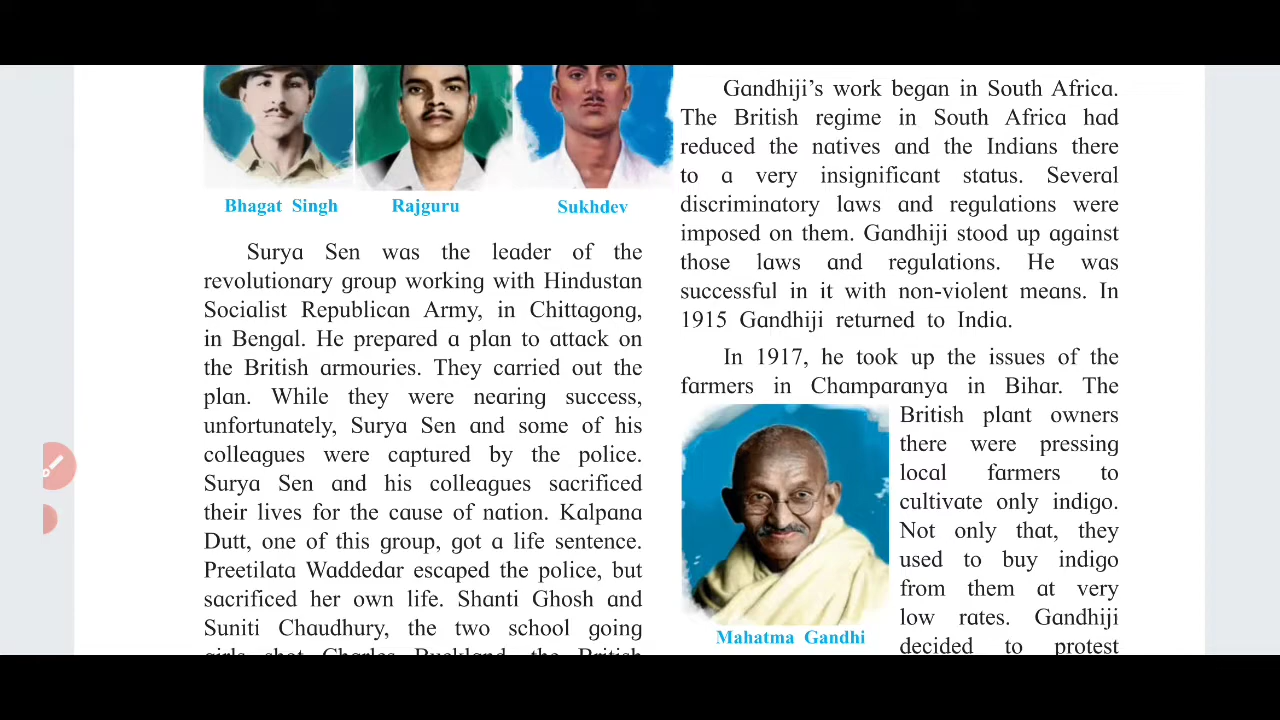 Bhagat Singh Rajguru Sukhdev
Surya Sen was the leader of the
revolutionary group working with Hindustan
Socialist Republican Army, in Chittagong,
in Bengal. He prepared a plan to attack on
the British armouries. They carried out the
plan. While they were nearing success,
unfortunately, Surya Sen and some of his
colleagues were captured by the police.
Surya Sen and his colleagues sacrificed
their lives for the cause of nation. Kalpana
Dutt, one of this group, got a life sentence.
Preetilata Waddedar escaped the police, but
sacrificed her own life. Shanti Ghosh and
Suniti Chaudhury, the two school going
girls shot Charles Buckland, the British
Gandhiji's work began in South Africa.
The British regime in South Africa had
reduced the natives and the Indians there
to a very insignificant status. Several
discriminatory laws and regulations were
imposed on them. Gandhiji stood up against
those laws and regulations. He was
successful in it with non-violent means. In
1915 Gandhiji returned to India.
In 1917, he took up the issues of the
farmers in Champaranya in Bihar. The
British plant owners
there were pressing
local farmers to
cultivate only indigo.
Not only that, they
used to buy indigo
from them at very
low rates. Gandhiji
decided to protest
Mahatma Gandhi